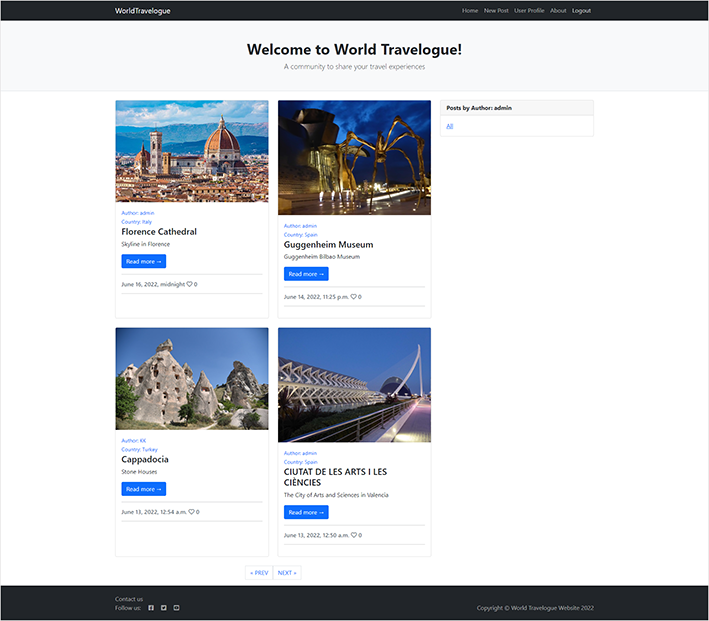 WorldTravelogue
Home New Post User Profile About Logout
Welcome to World Travelogue!
A community to share your travel experiences
Author: admin
Country: Italy
Florence Cathedral
Skyline in Florence
Read more →
June 16, 2022, midnight ♡ 0
Author: admin
Country: Spain
Guggenheim Museum
Guggenheim Bilbao Museum
Read more →
June 14, 2022, 11:25 p.m. ♡ 0
Posts by Author: admin
All
Author: KK
Country: Turkey
Cappadocia
Stone Houses
Read more →
June 13, 2022, 12:54 a.m. ♡ 0
Author: admin
Country: Spain
CIUTAT DE LES ARTS I LES
CIÈNCIES
The City of Arts and Sciences in Valencia
Read more →
June 13, 2022, 12:50 a.m. ♡ 0
« PREV NEXT »
Contact us
Follow us:
Copyright © World Travelogue Website 2022